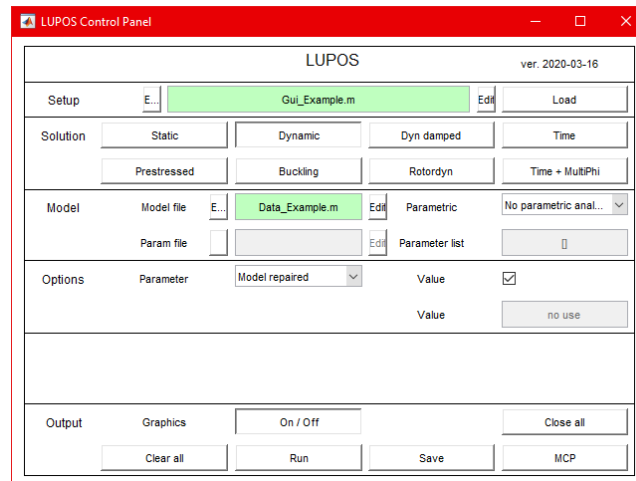 LUPOS Control Panel
LUPOS ver. 2020-03-16
Setup E... Gui_Example.m Edit Load
Solution Static Dynamic Dyn damped Time
Prestressed Buckling Rotordyn Time + MultiPhi
Model Model file E... Data_Example.m Edit Parametric No parametric anal...
Param file Edit Parameter list []
Options Parameter Model repaired Value
Value no use
Output Graphics On / Off Close all
Clear all Run Save MCP